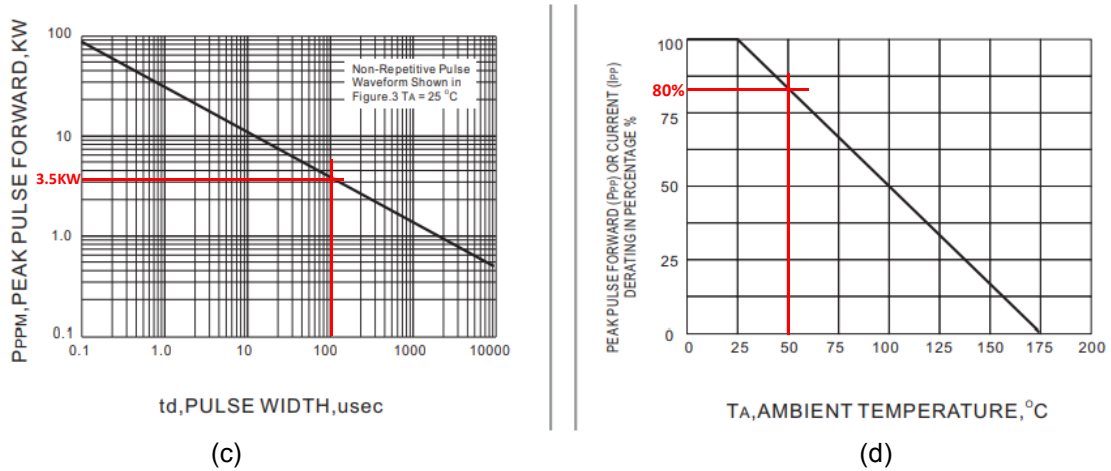 PPPM,PEAK PULSE FORWARD,KW
100
10
1.0
0.1
3.5KW
Non-Repetitive Pulse
Waveform Shown in
Figure.3 TA = 25 °C
0.1 1.0 10 100 1000 10000
td,PULSE WIDTH,usec
(c)
PEAK PULSE FORWARD (PPP) OR CURRENT (IPP)
DERATING IN PERCENTAGE %
100
80%
75
50
25
0
0 25 50 75 100 125 150 175 200
TA,AMBIENT TEMPERATURE,°C
(d)